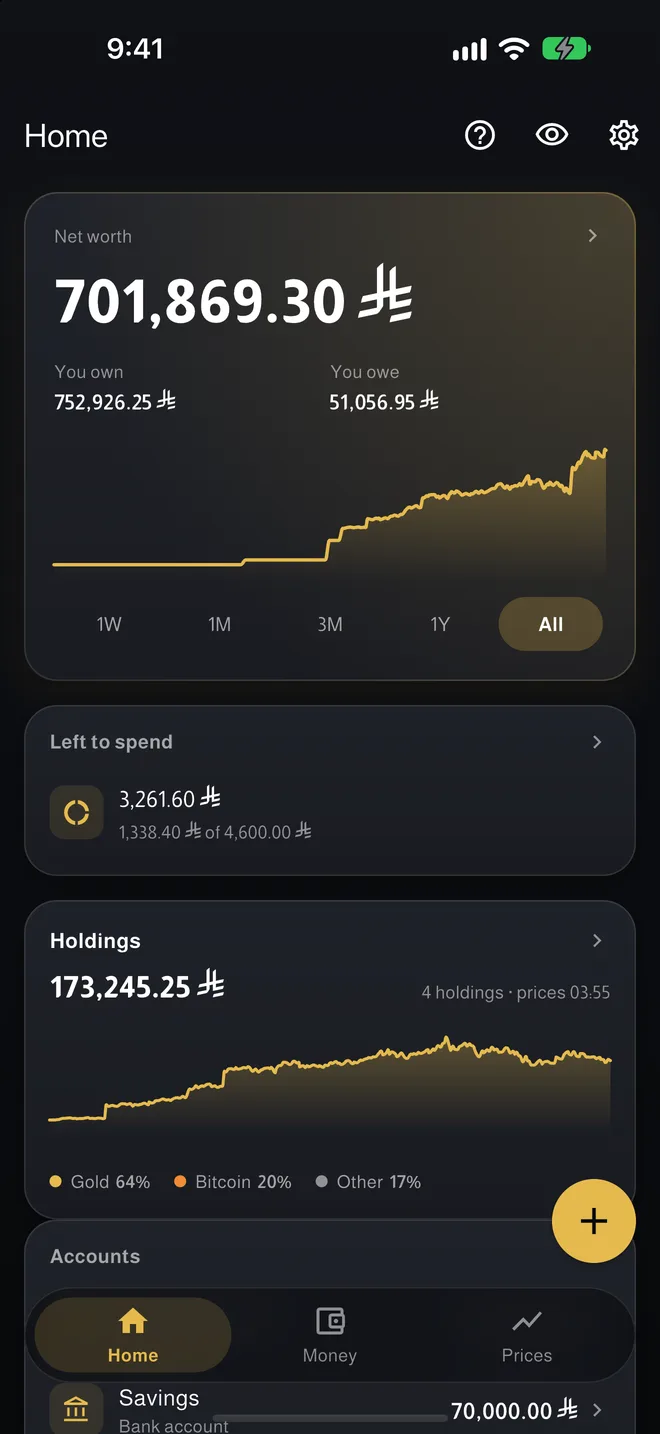 9:41
Home
Net worth
701,869.30 ⃁
You own
You owe
752,926.25 ⃁
51,056.95 ⃁
1W
1M
3M
1Y
All
Left to spend
3,261.60 ⃁
1,338.40 ⃁ of 4,600.00 ⃁
Holdings
173,245.25 ⃁
4 holdings · prices 03:55
Gold 64%
Bitcoin 20%
Other 17%
+
Accounts
Home
Money
Prices
Savings
70,000.00 ⃁
Bank account